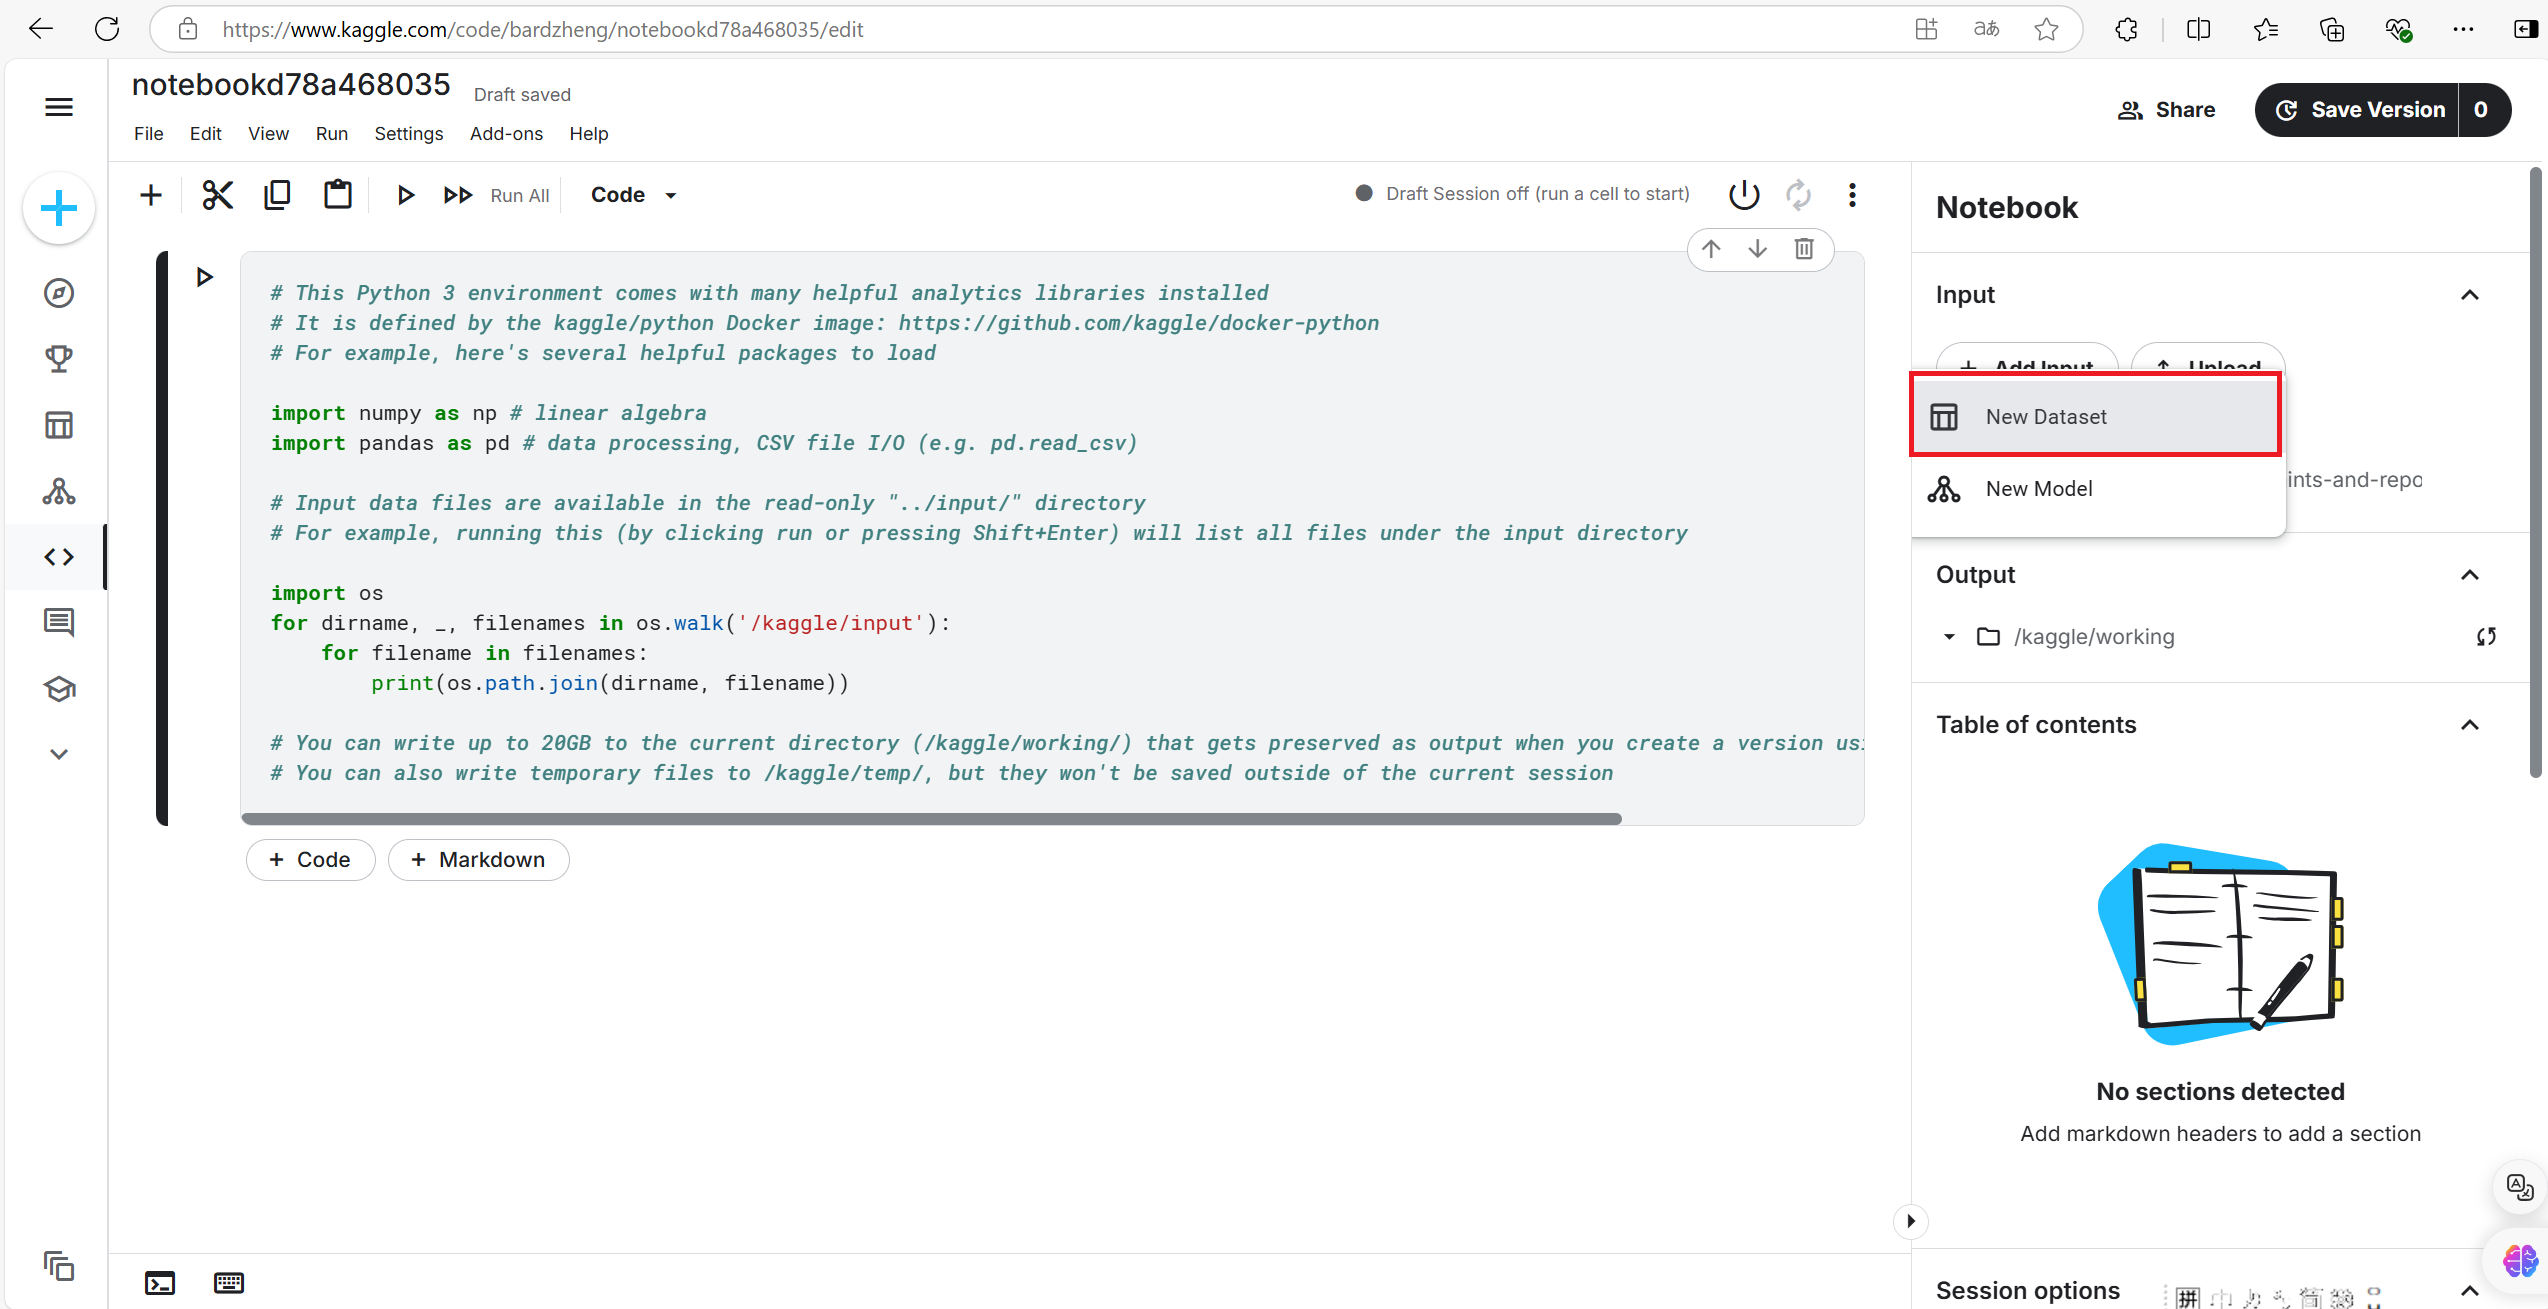 https://www.kaggle.com/code/bardzheng/notebookd78a468035/edit
notebookd78a468035
Draft saved
File Edit View Run Settings Add-ons Help
Share
Save Version 0
Run All
Code
Draft Session off (run a cell to start)
# This Python 3 environment comes with many helpful analytics libraries installed
# It is defined by the kaggle/python Docker image: https://github.com/kaggle/docker-python
# For example, here's several helpful packages to load
import numpy as np # linear algebra
import pandas as pd # data processing, CSV file I/O (e.g. pd.read_csv)
# Input data files are available in the read-only "../input/" directory
# For example, running this (by clicking run or pressing Shift+Enter) will list all files under the input directory
import os
for dirname, _, filenames in os.walk('/kaggle/input'):
for filename in filenames:
print(os.path.join(dirname, filename))
# You can write up to 20GB to the current directory (/kaggle/working/) that gets preserved as output when you create a version usi
# You can also write temporary files to /kaggle/temp/, but they won't be saved outside of the current session
+ Code
+ Markdown
Notebook
Input
Add Input
Upload
New Dataset
New Model
ints-and-repo
Output
/kaggle/working
Table of contents
No sections detected
Add markdown headers to add a section
Session options
拼 中 简